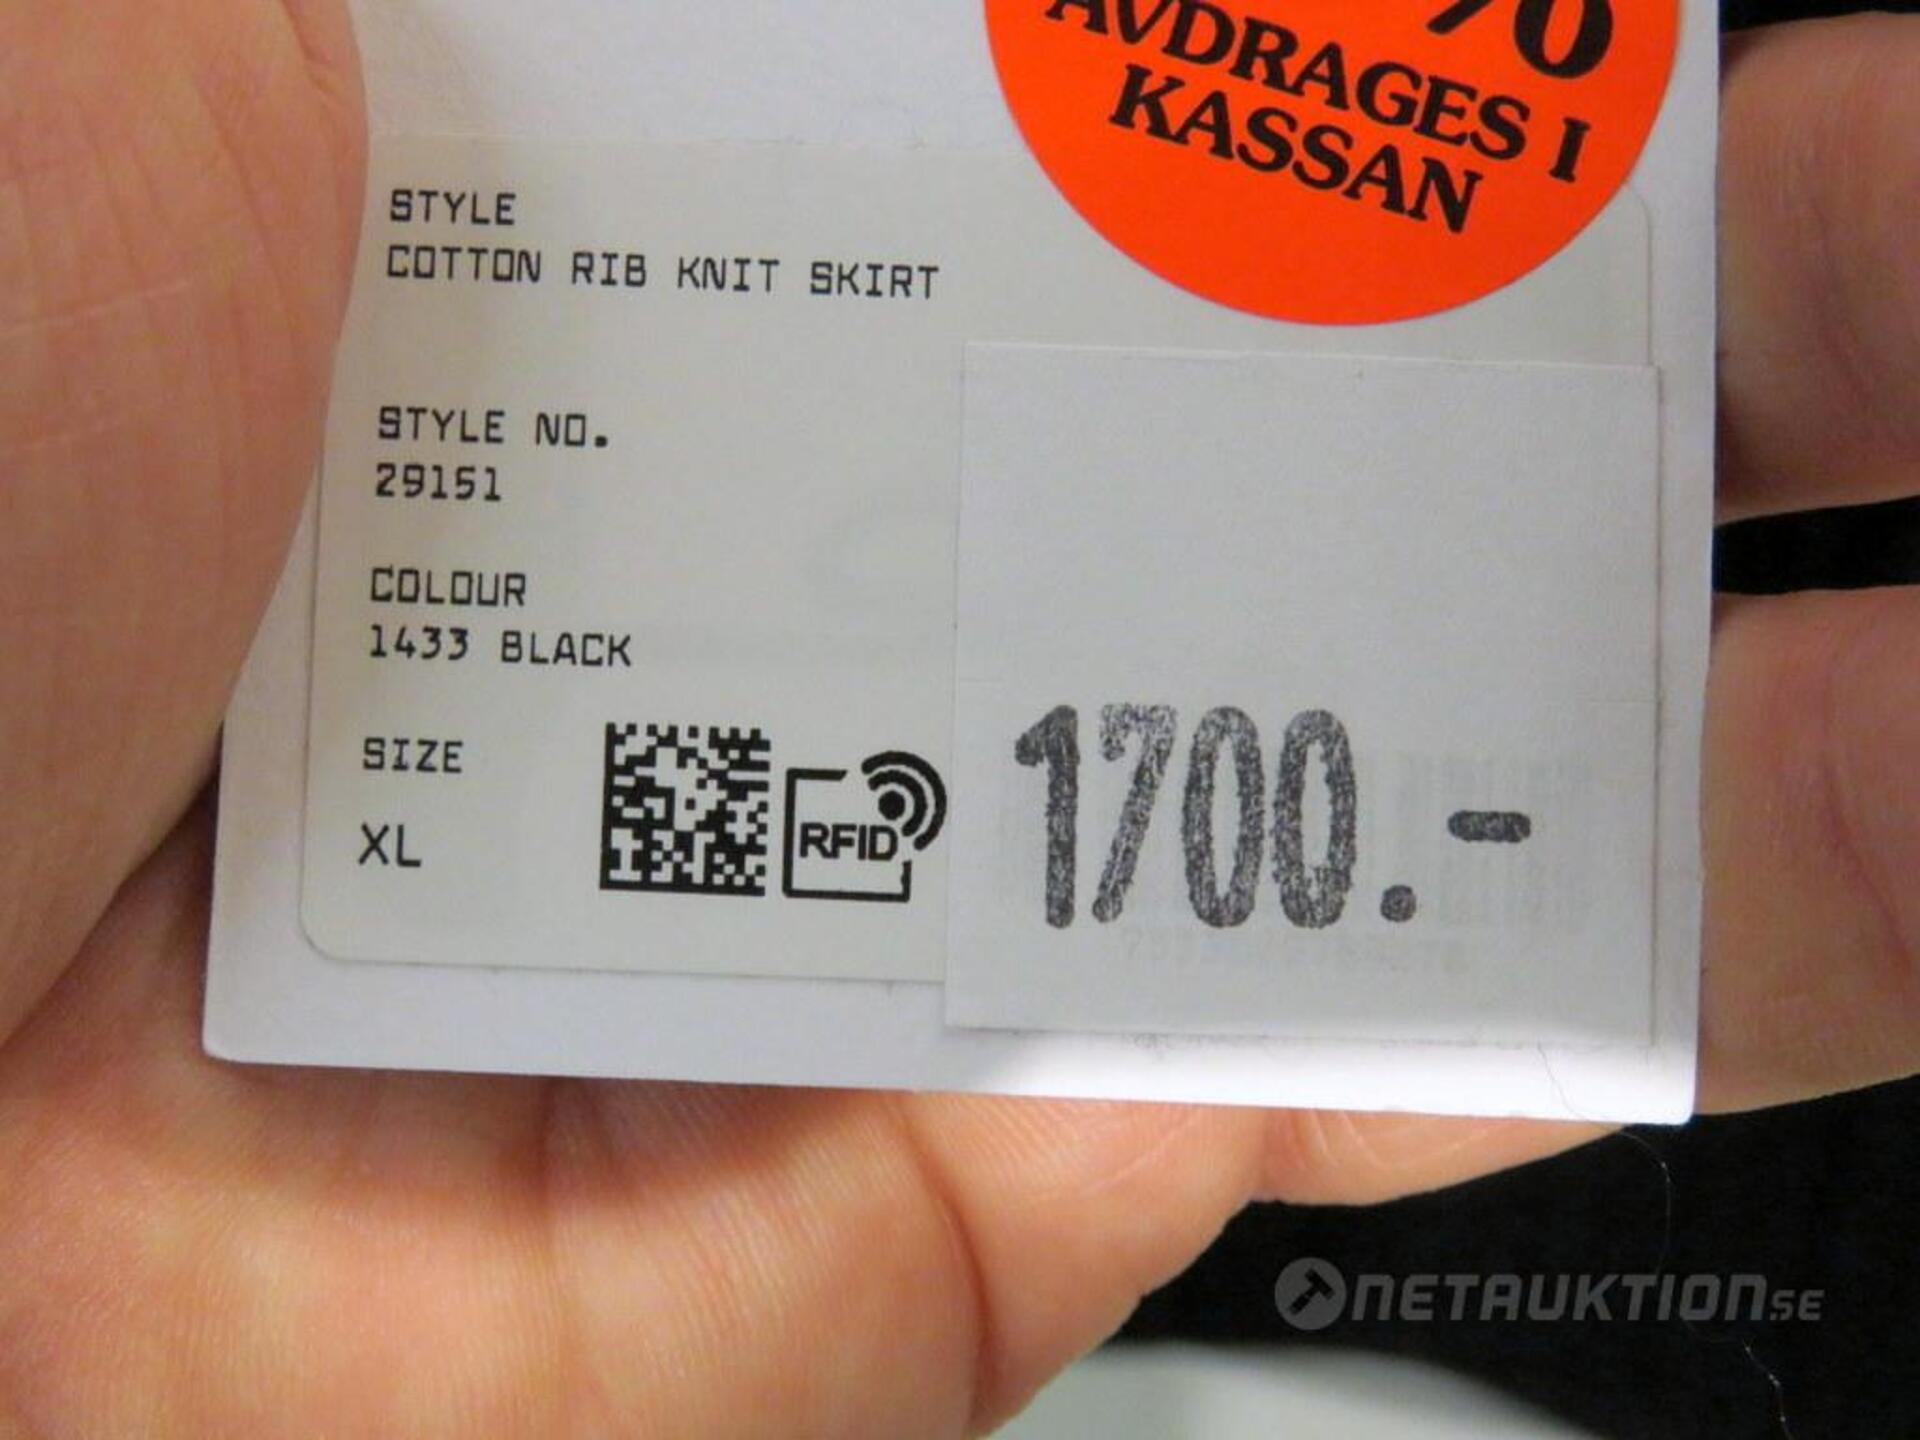 %
AVDRAGES I
KASSAN
STYLE
COTTON RIB KNIT SKIRT
STYLE NO.
29151
COLOUR
1433 BLACK
SIZE
XL
RFID
1700.-
NETAUKTION.SE